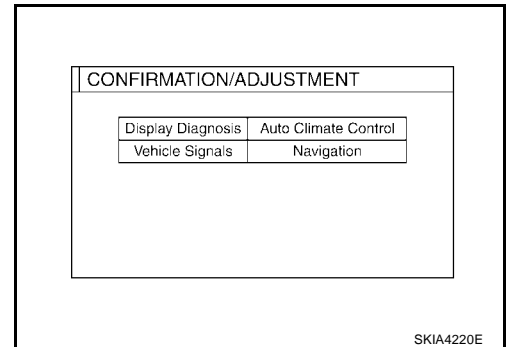 CONFIRMATION/ADJUSTMENT
Display Diagnosis Auto Climate Control
Vehicle Signals Navigation
SKIA4220E